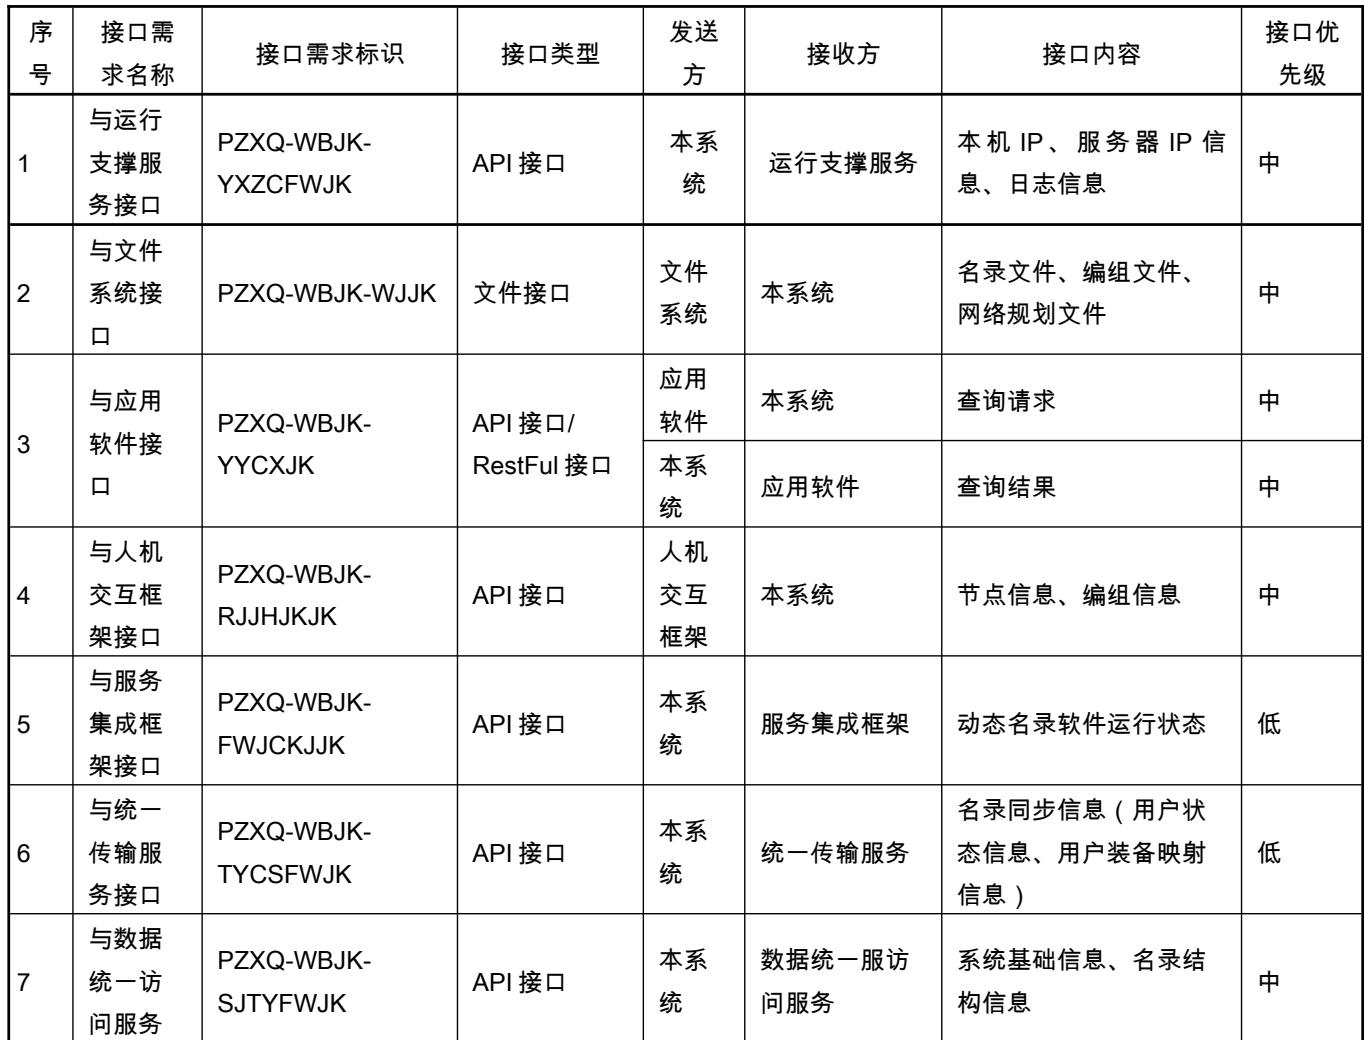 序号
接口需求名称
接口需求标识
接口类型
发送方
接收方
接口内容
接口优先级
1
与运行
支撑服
务接口
PZXQ-WBJK-
YXZCFWJK
API 接口
本系
统
运行支撑服务
本机 IP、服务器 IP 信
息、日志信息
中
2
与文件
系统接
口
PZXQ-WBJK-WJJK
文件接口
文件
系统
本系统
名录文件、编组文件、
网络规划文件
中
3
与应用
软件接
口
PZXQ-WBJK-
YYCXJK
API 接口/
RestFul 接口
应用
软件
本系统
查询请求
中
本系
统
应用软件
查询结果
中
4
与人机
交互框
架接口
PZXQ-WBJK-
RJJHJKJK
API 接口
人机
交互
框架
本系统
节点信息、编组信息
中
5
与服务
集成框
架接口
PZXQ-WBJK-
FWJCKJJK
API 接口
本系
统
服务集成框架
动态名录软件运行状态
低
6
与统一
传输服
务接口
PZXQ-WBJK-
TYCSFWJK
API 接口
本系
统
统一传输服务
名录同步信息（用户状
态信息、用户装备映射
信息）
低
7
与数据
统一访
问服务
PZXQ-WBJK-
SJTYFWJK
API 接口
本系
统
数据统一服访
问服务
系统基础信息、名录结
构信息
中